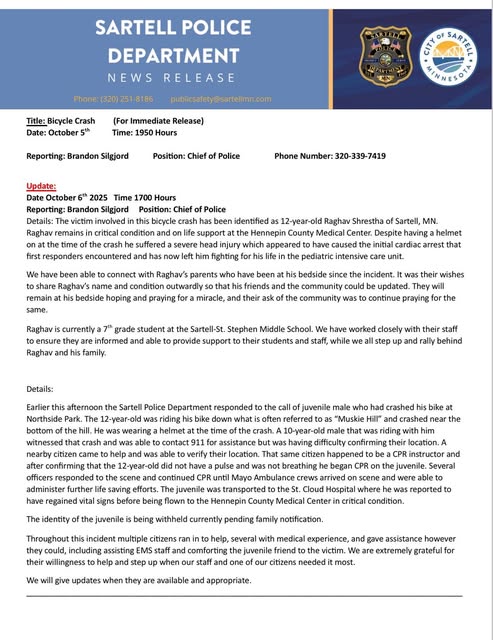 SARTELL POLICE
DEPARTMENT
NEWS RELEASE
Phone: (320) 251-8186 publicsafety@sartellmn.com
SARTELL
POLICE
CITY OF SARTELL
MINNESOTA
Title: Bicycle Crash (For Immediate Release)
Date: October 5th Time: 1950 Hours
Reporting: Brandon Silgjord Position: Chief of Police Phone Number: 320-339-7419
Update:
Date October 6th 2025 Time 1700 Hours
Reporting: Brandon Silgjord Position: Chief of Police
Details: The victim involved in this bicycle crash has been identified as 12-year-old Raghav Shrestha of Sartell, MN.
Raghav remains in critical condition and on life support at the Hennepin County Medical Center. Despite having a helmet
on at the time of the crash he suffered a severe head injury which appeared to have caused the initial cardiac arrest that
first responders encountered and has now left him fighting for his life in the pediatric intensive care unit.
We have been able to connect with Raghav's parents who have been at his bedside since the incident. It was their wishes
to share Raghav's name and condition outwardly so that his friends and the community could be updated. They will
remain at his bedside hoping and praying for a miracle, and their ask of the community was to continue praying for the
same.
Raghav is currently a 7th grade student at the Sartell-St. Stephen Middle School. We have worked closely with their staff
to ensure they are informed and able to provide support to their students and staff, while we all step up and rally behind
Raghav and his family.
Details:
Earlier this afternoon the Sartell Police Department responded to the call of juvenile male who had crashed his bike at
Northside Park. The 12-year-old was riding his bike down what is often referred to as "Muskie Hill" and crashed near the
bottom of the hill. He was wearing a helmet at the time of the crash. A 10-year-old male that was riding with him
witnessed that crash and was able to contact 911 for assistance but was having difficulty confirming their location. A
nearby citizen came to help and was able to verify their location. That same citizen happened to be a CPR instructor and
after confirming that the 12-year-old did not have a pulse and was not breathing he began CPR on the juvenile. Several
officers responded to the scene and continued CPR until Mayo Ambulance crews arrived on scene and were able to
administer further life saving efforts. The juvenile was transported to the St. Cloud Hospital where he was reported to
have regained vital signs before being flown to the Hennepin County Medical Center in critical condition.
The identity of the juvenile is being withheld currently pending family notification.
Throughout this incident multiple citizens ran in to help, several with medical experience, and gave assistance however
they could, including assisting EMS staff and comforting the juvenile friend to the victim. We are extremely grateful for
their willingness to help and step up when our staff and one of our citizens needed it most.
We will give updates when they are available and appropriate.